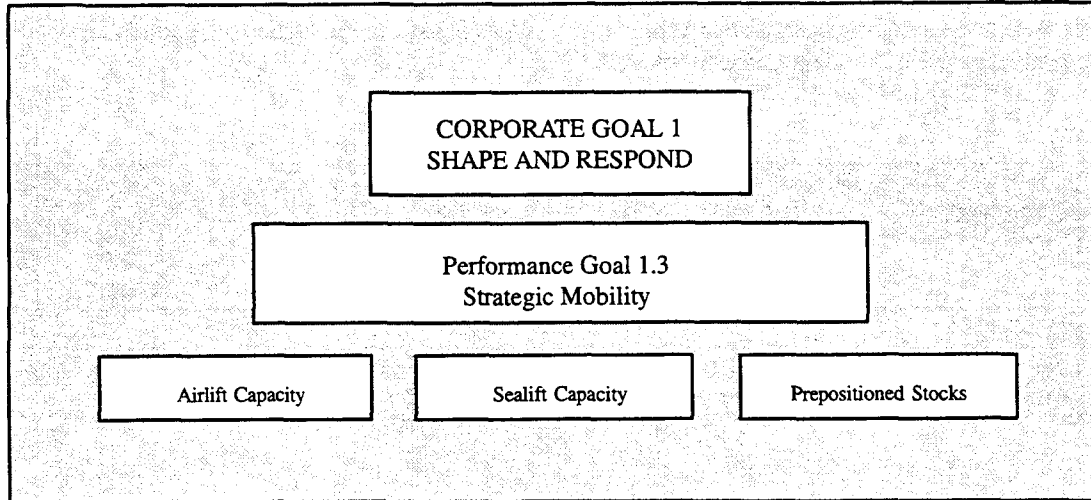 CORPORATE GOAL 1
SHAPE AND RESPOND
Performance Goal 1.3
Strategic Mobility
Airlift Capacity
Sealift Capacity
Prepositioned Stocks